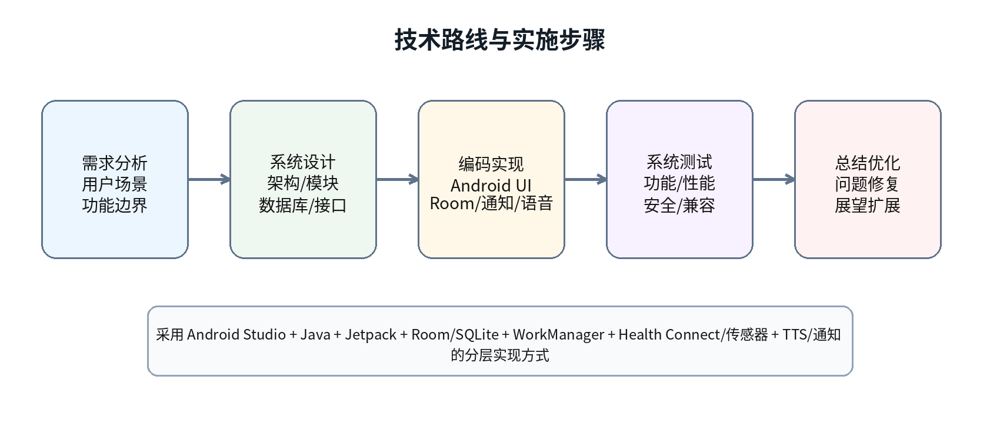 技术路线与实施步骤
需求分析
用户场景
功能边界
系统设计
架构/模块
数据库/接口
编码实现
Android UI
Room/通知/语音
系统测试
功能/性能
安全/兼容
总结优化
问题修复
展望扩展
采用 Android Studio + Java + Jetpack + Room/SQLite + WorkManager + Health Connect/传感器 + TTS/通知
的分层实现方式